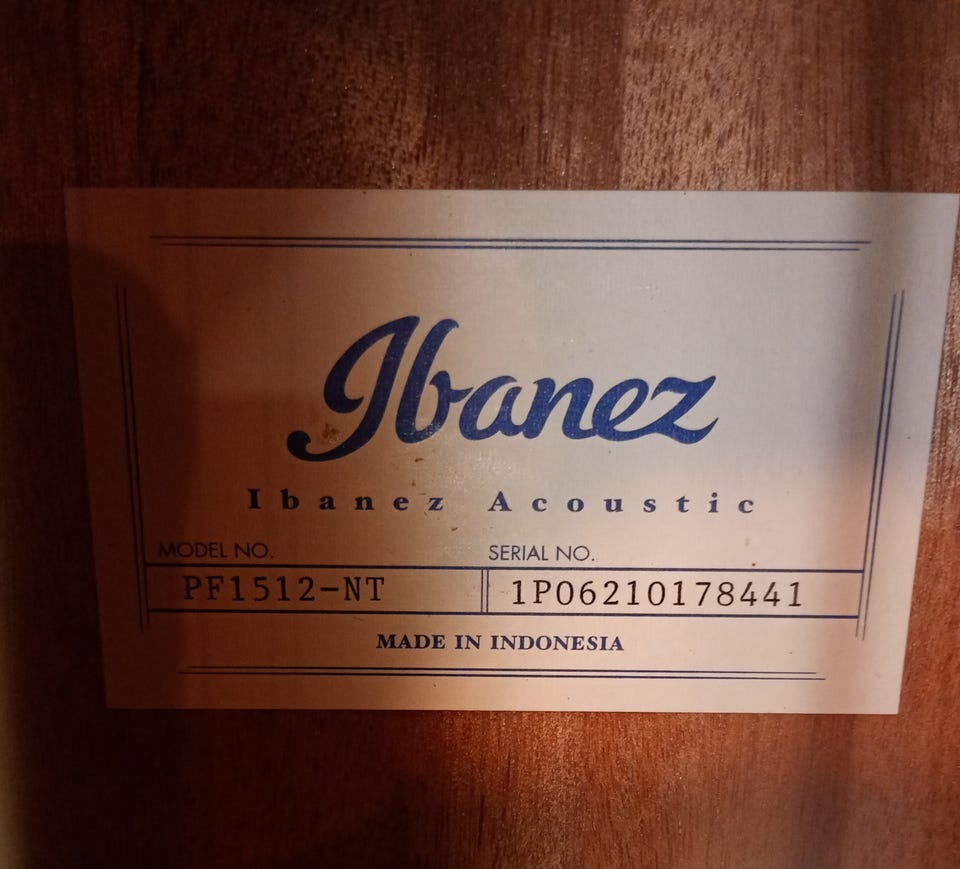 Ibanez
Ibanez Acoustic
MODEL NO. SERIAL NO.
PF1512-NT 1P06210178441
MADE IN INDONESIA